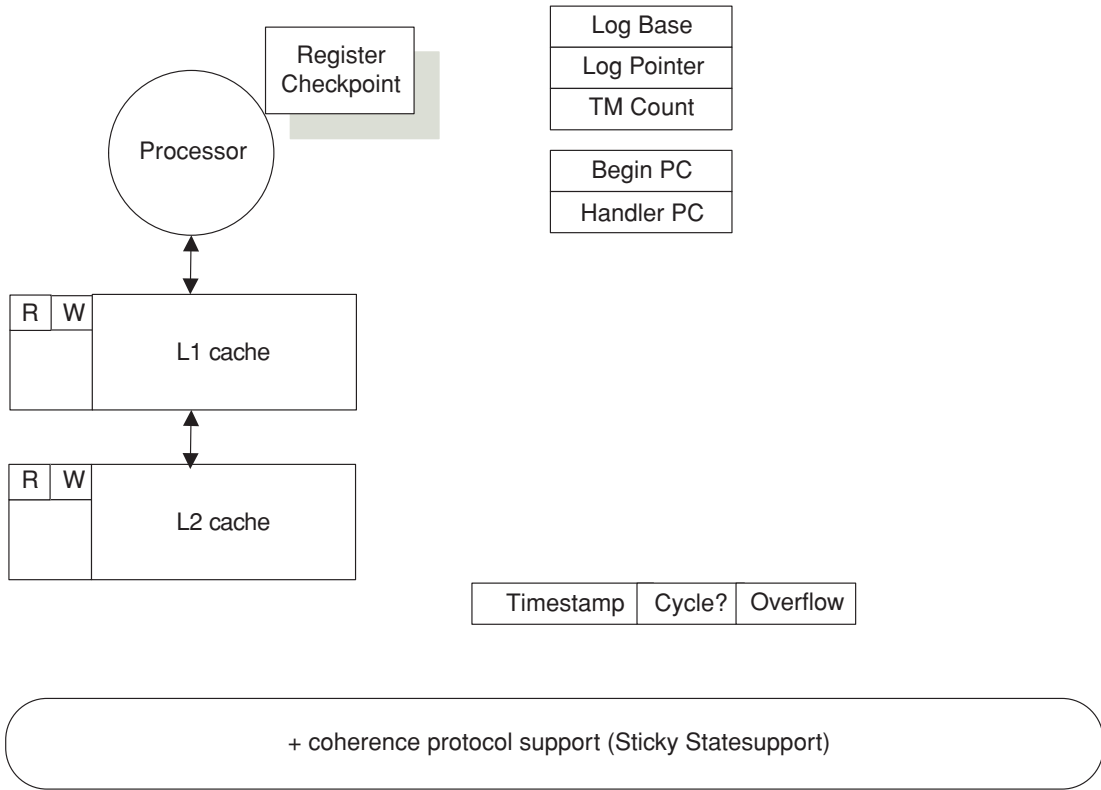 Register
Checkpoint
Processor
Log Base
Log Pointer
TM Count
Begin PC
Handler PC
R W
L1 cache
R W
L2 cache
Timestamp Cycle? Overflow
+ coherence protocol support (Sticky Statesupport)